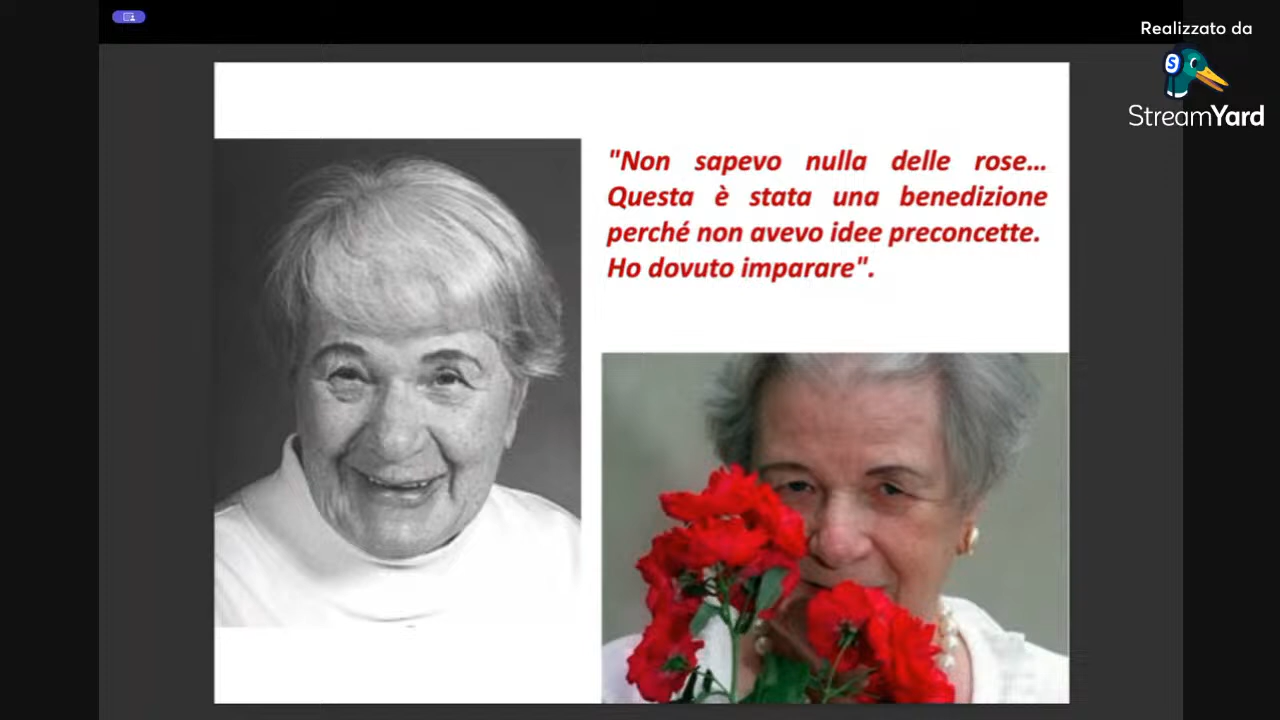 Realizzato da
StreamYard
"Non sapevo nulla delle rose…
Questa è stata una benedizione
perché non avevo idee preconcette.
Ho dovuto imparare".